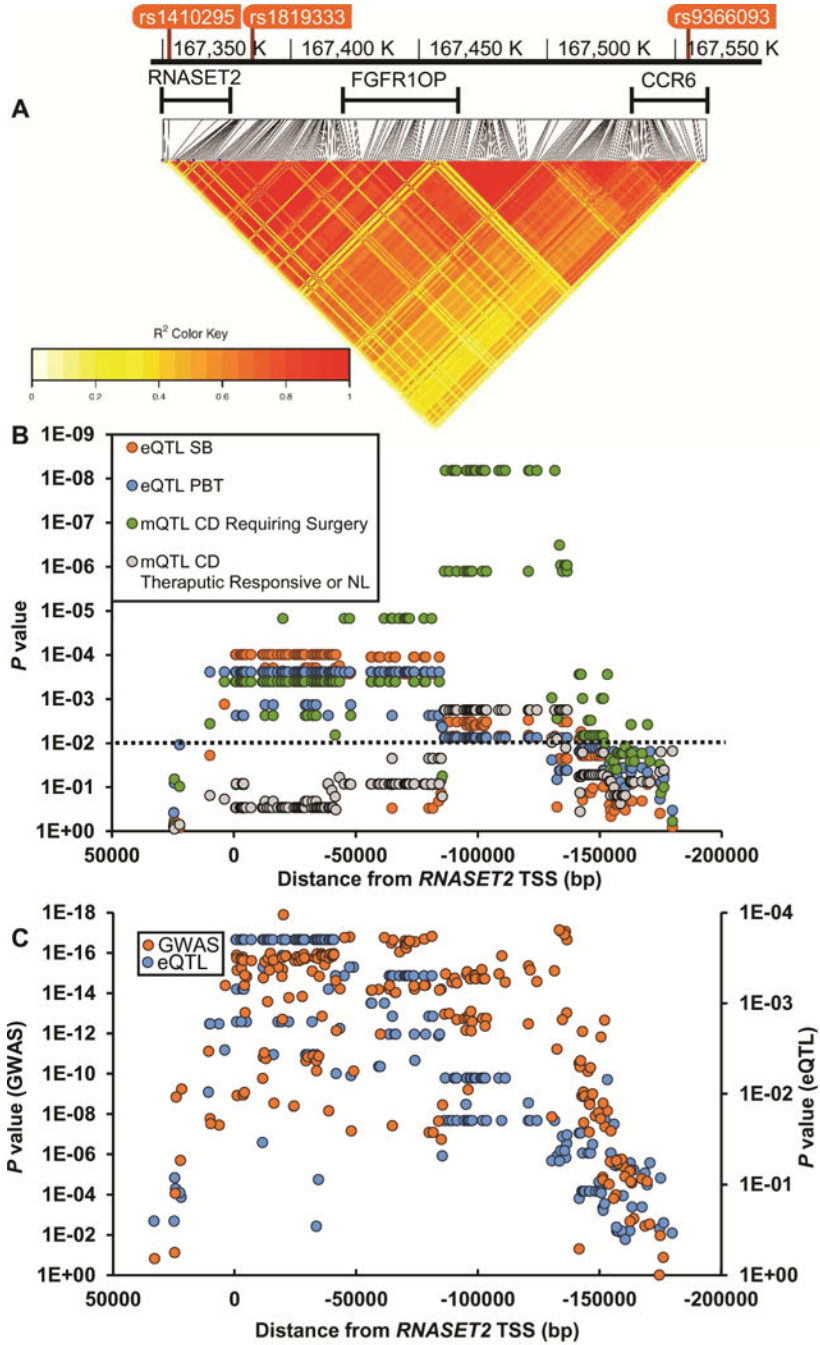 rs1410295 rs1819333 rs9366093
167,350 K 167,400 K 167,450 K 167,500 K 167,550 K
RNASET2 FGFR1OP CCR6
A
R² Color Key
0 0.2 0.4 0.6 0.8 1
B
1E-09
1E-08
1E-07
1E-06
1E-05
1E-04
1E-03
1E-02
1E-01
1E+00
P value
eQTL SB
eQTL PBT
mQTL CD Requiring Surgery
mQTL CD
Theraputic Responsive or NL
50000 0 -50000 -100000 -150000 -200000
Distance from RNASET2 TSS (bp)
C
1E-18
1E-16
1E-14
1E-12
1E-10
1E-08
1E-06
1E-04
1E-02
1E+00
P value (GWAS)
GWAS
eQTL
1E-04
1E-03
1E-02
1E-01
1E+00
P value (eQTL)
50000 0 -50000 -100000 -150000 -200000
Distance from RNASET2 TSS (bp)